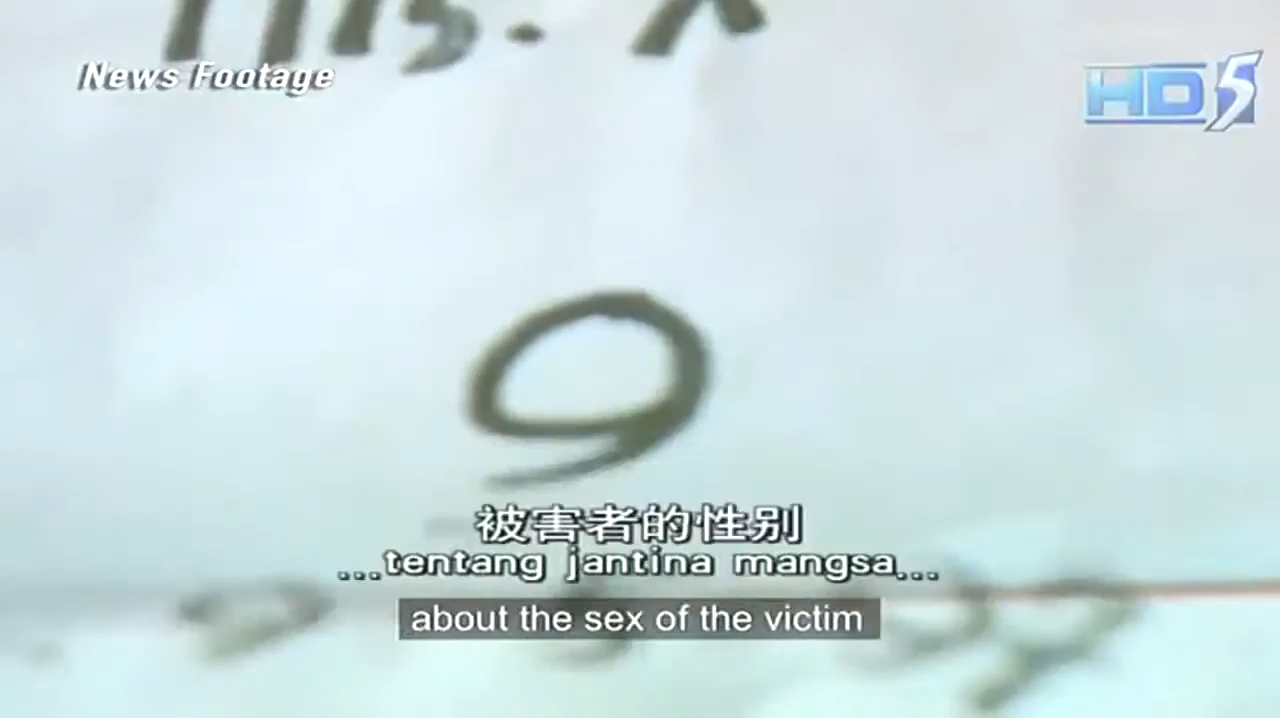 News Footage
HD5
9
被害者的性别
...tentang jantina mangsa...
about the sex of the victim